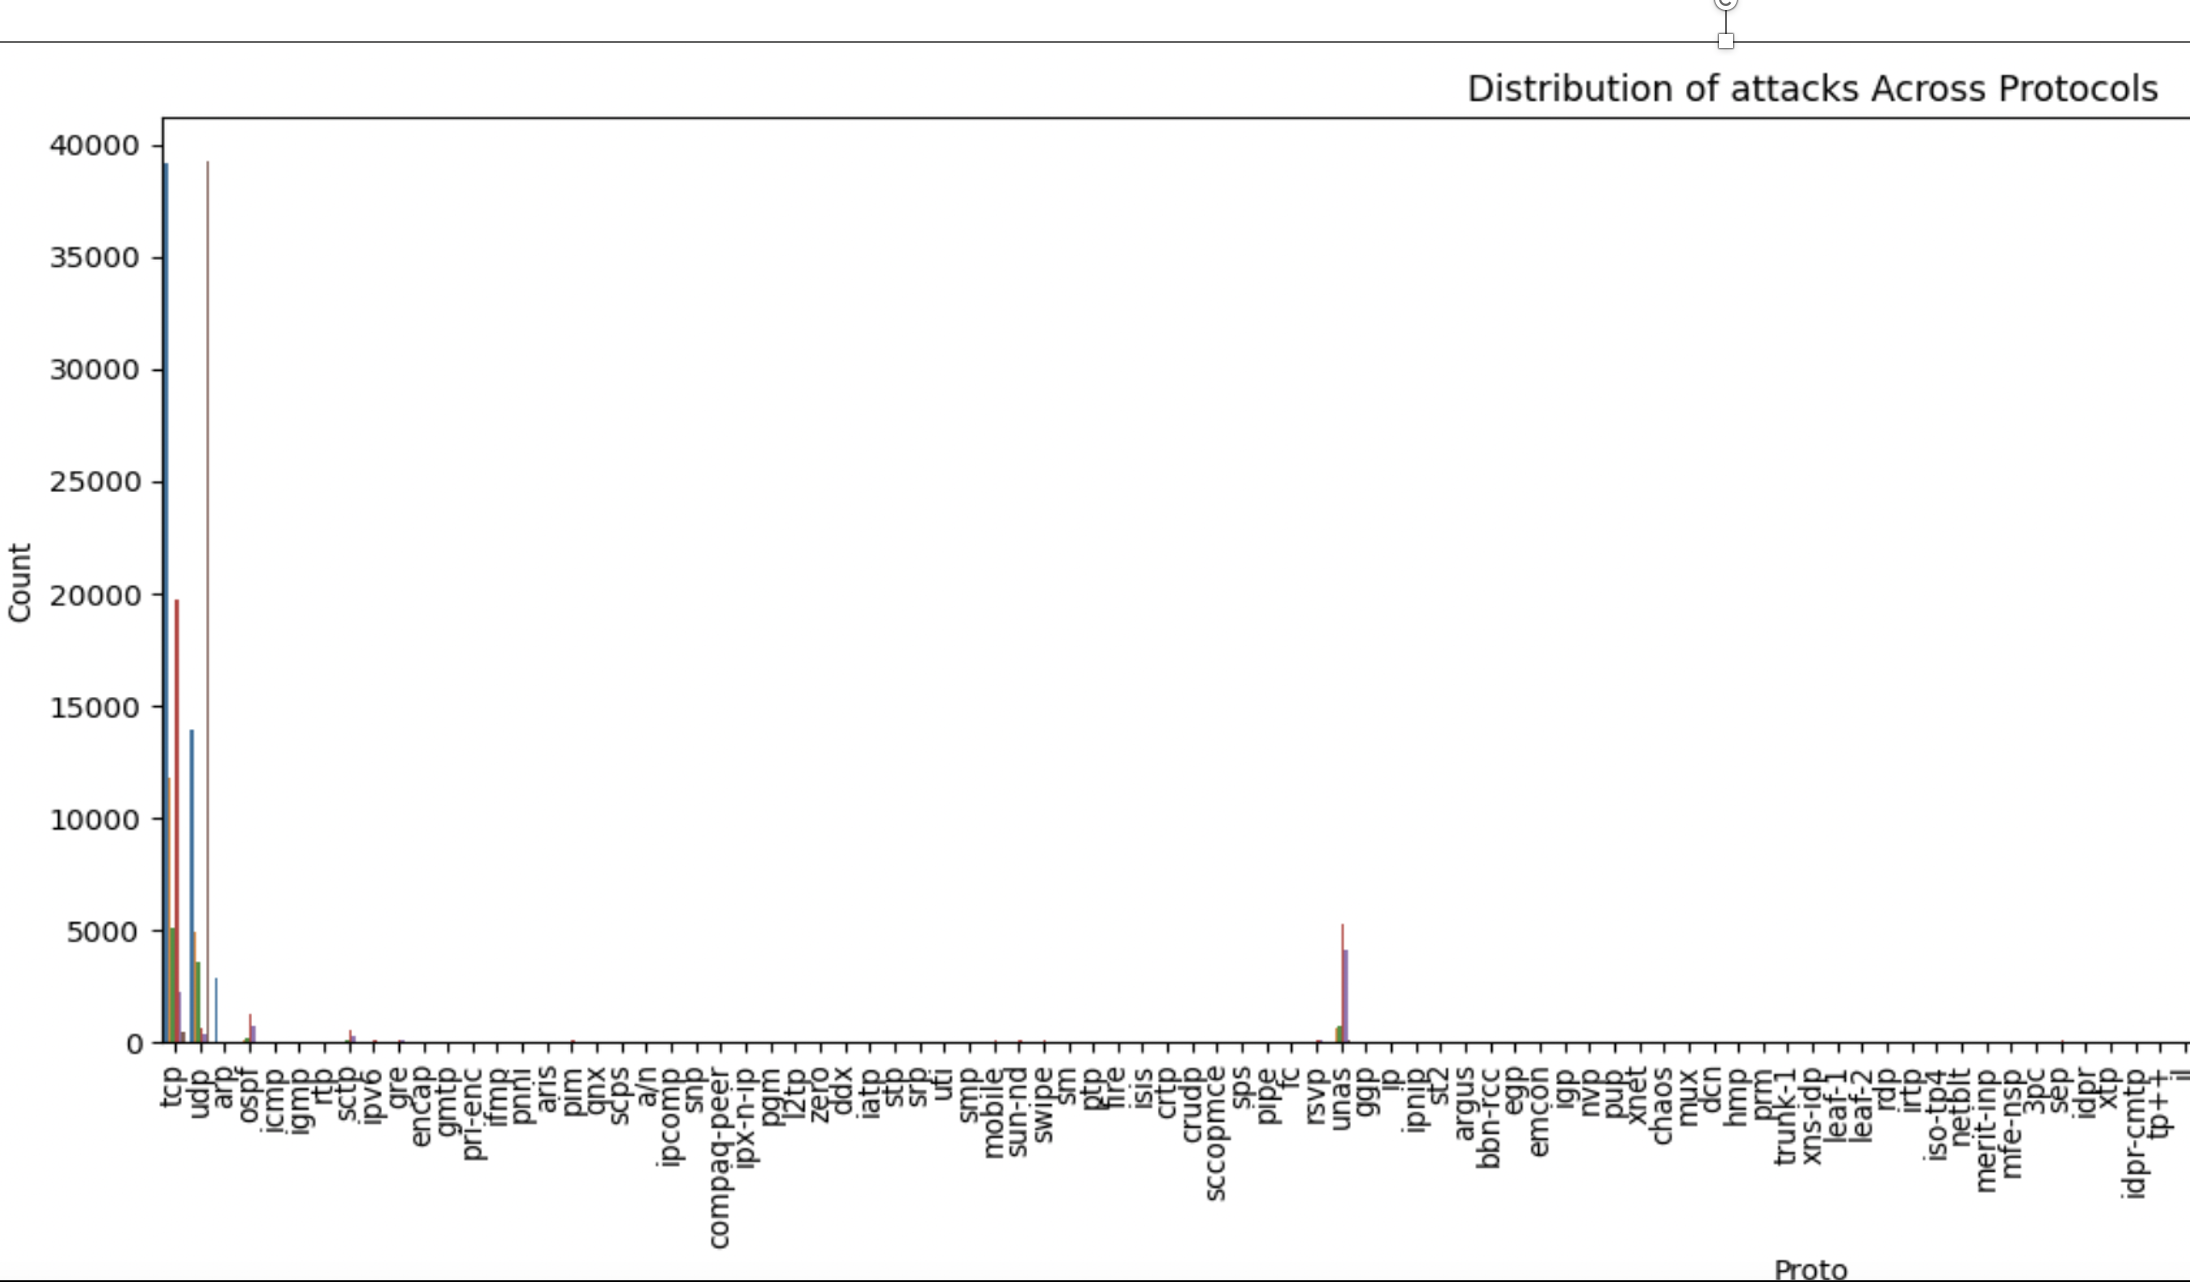 Distribution of attacks Across Protocols
40000
35000
30000
25000
20000
15000
10000
5000
0
Count
tcp
udp
arp
ospf
icmp
igmp
rtp
sctp
ipv6
gre
encap
gmtp
pri-enc
ifmp
pnni
aris
pim
qnx
scps
a/n
ipcomp
snp
compaq-peer
ipx-n-ip
pgm
l2tp
zero
ddx
iatp
stp
srp
uti
smp
mobile
sun-nd
swipe
sm
ptp
fire
isis
crtp
crudp
sccopmce
sps
pipe
fc
rsvp
unas
ggp
ip
ipnip
st2
argus
bbn-rcc
egp
emcon
igp
nvp
pup
xnet
chaos
mux
dcn
hmp
prm
trunk-1
xns-idp
leaf-1
leaf-2
rdp
irtp
iso-tp4
netblt
merit-inp
mfe-nsp
3pc
sep
idpr
xtp
idpr-cmtp
tp++
il
Proto